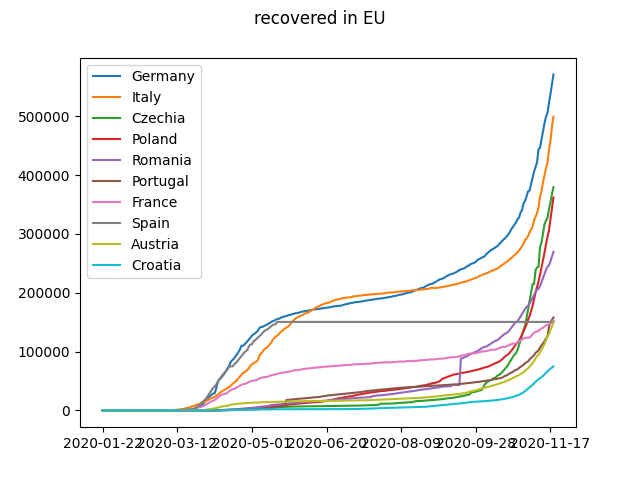 recovered in EU
Germany
Italy
Czechia
Poland
Romania
Portugal
France
Spain
Austria
Croatia
500000
400000
300000
200000
100000
0
2020-01-22 2020-03-12 2020-05-01 2020-06-20 2020-08-09 2020-09-28 2020-11-17